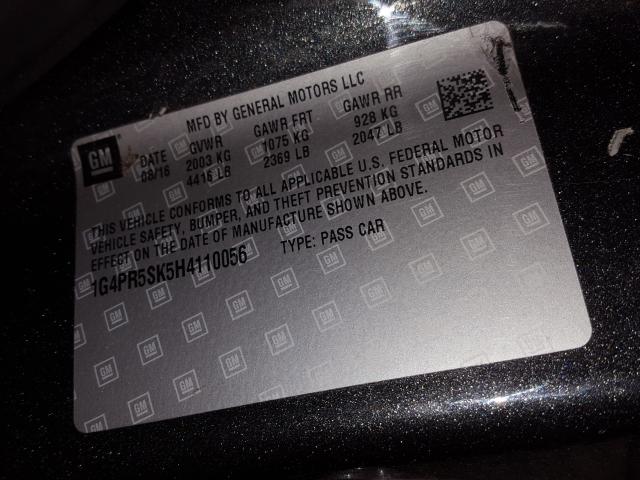 GM
MFD BY GENERAL MOTORS LLC
DATE GVWR GAWR FRT GAWR RR
08/16 2003 KG 1075 KG 928 KG
4416 LB 2369 LB 2047 LB
THIS VEHICLE CONFORMS TO ALL APPLICABLE U.S. FEDERAL MOTOR
VEHICLE SAFETY, BUMPER, AND THEFT PREVENTION STANDARDS IN
EFFECT ON THE DATE OF MANUFACTURE SHOWN ABOVE.
1G4PR5SK5H4110056 TYPE: PASS CAR